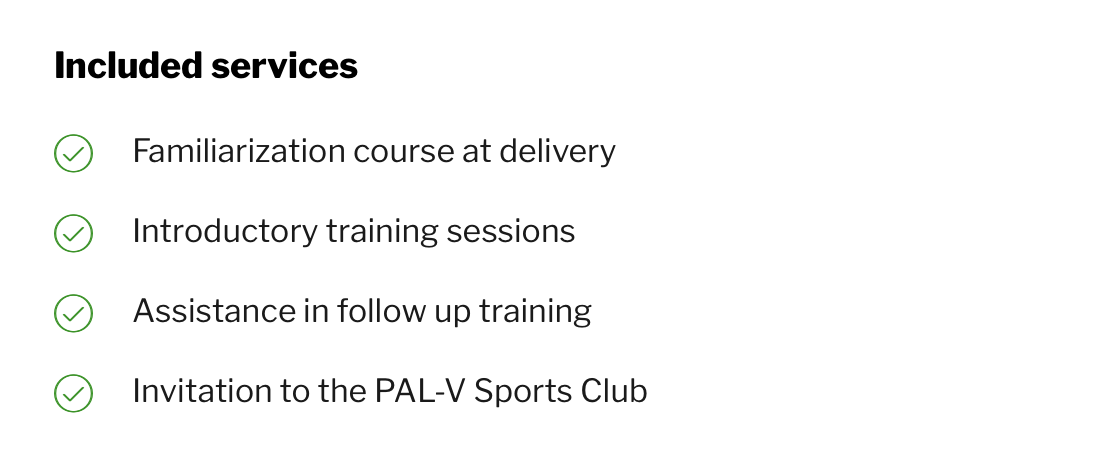 Included services
Familiarization course at delivery
Introductory training sessions
Assistance in follow up training
Invitation to the PAL-V Sports Club